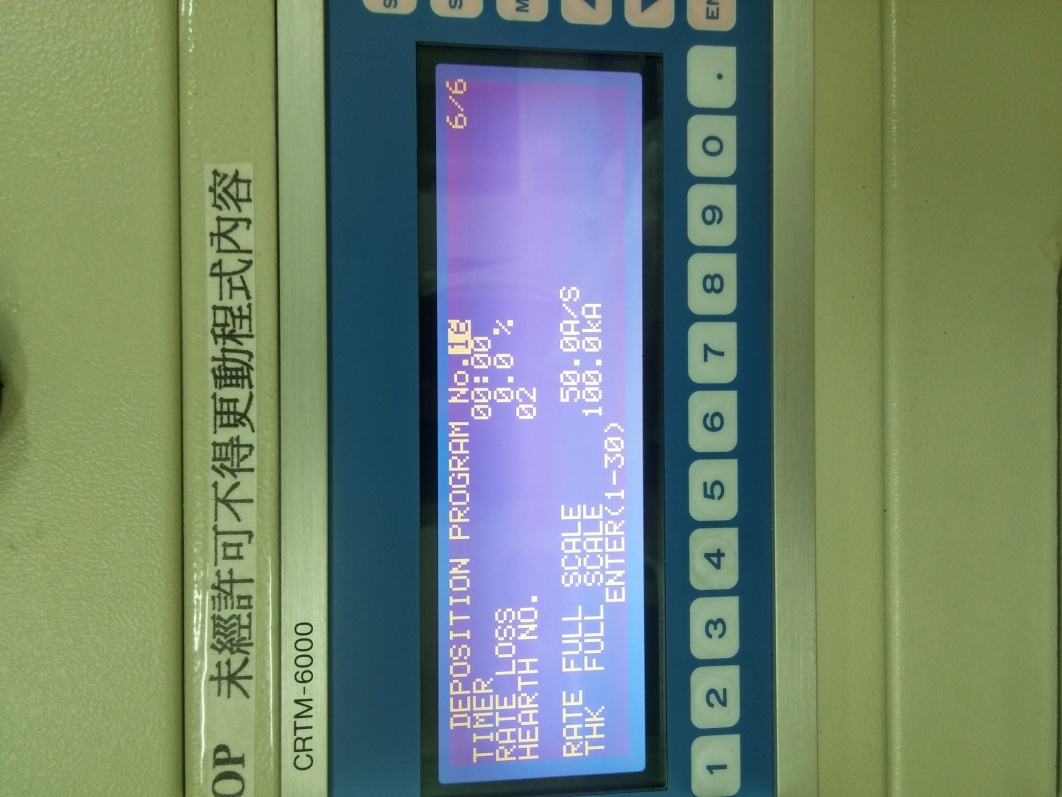 OP 未經許可不得更動程式內容
CRTM-6000
DEPOSITION PROGRAM No.10 6/6
TIMER 00:00
RATE LOSS 0.0 %
HEARTH NO. 02
RATE FULL SCALE 50.0A/S
THK FULL SCALE 100.0kA
ENTER(1-30)
1 2 3 4 5 6 7 8 9 0 .